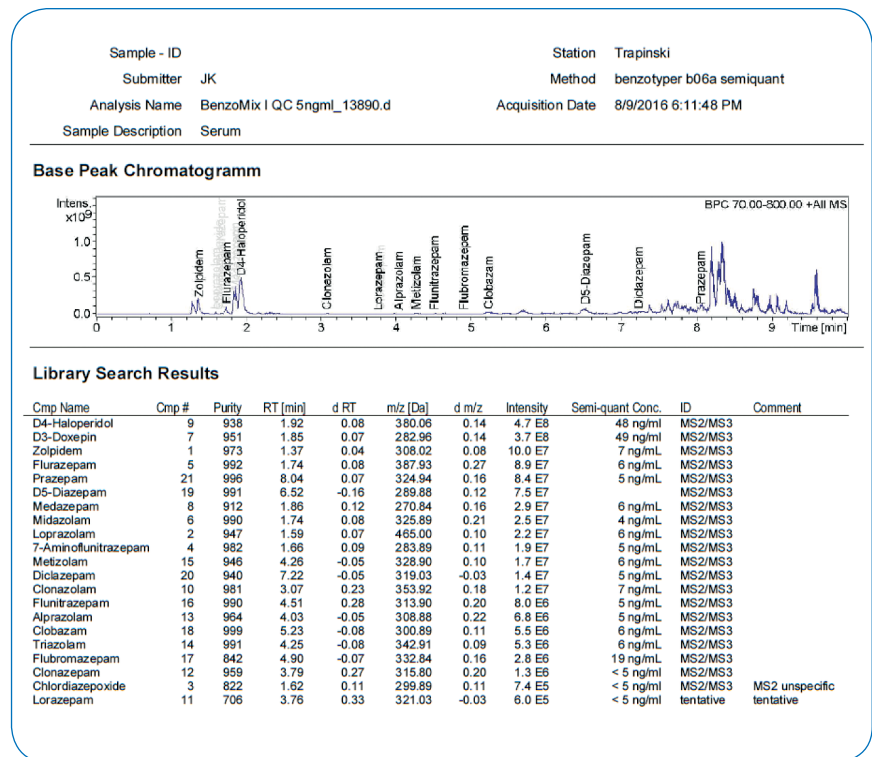 Sample - ID Station Trapinski
Submitter JK Method benzotyper b06a semiquant
Analysis Name BenzoMix I QC 5ngml_13890.d Acquisition Date 8/9/2016 6:11:48 PM
Sample Description Serum
Base Peak Chromatogramm
Intens. x10^9
BPC 70.00-800.00 +All MS
1.0
0.5
0.0
Zolpidem
Flurazepam
D4-Haloperidol
Clonazolam
Lorazepam
Alprazolam
Metizolam
Flunitrazepam
Flubromazepam
Clobazam
D5-Diazepam
Diclazepam
Prazepam
0 1 2 3 4 5 6 7 8 9 Time [min]
Library Search Results
Cmp Name Cmp # Purity RT [min] d RT m/z [Da] d m/z Intensity Semi-quant Conc. ID Comment
D4-Haloperidol 9 938 1.92 0.08 380.06 0.14 4.7 E8 48 ng/ml MS2/MS3
D3-Doxepin 7 951 1.85 0.07 282.96 0.14 3.7 E8 49 ng/ml MS2/MS3
Zolpidem 1 973 1.37 0.04 308.02 0.08 10.0 E7 7 ng/mL MS2/MS3
Flurazepam 5 992 1.74 0.08 387.93 0.27 8.9 E7 6 ng/mL MS2/MS3
Prazepam 21 996 8.04 0.07 324.94 0.16 8.4 E7 5 ng/mL MS2/MS3
D5-Diazepam 19 991 6.52 -0.16 289.88 0.12 7.5 E7 MS2/MS3
Medazepam 8 912 1.86 0.12 270.84 0.16 2.9 E7 6 ng/mL MS2/MS3
Midazolam 6 990 1.74 0.08 325.89 0.21 2.5 E7 4 ng/mL MS2/MS3
Loprazolam 2 947 1.59 0.07 465.00 0.10 2.2 E7 6 ng/mL MS2/MS3
7-Aminoflunitrazepam 4 982 1.66 0.09 283.89 0.11 1.9 E7 5 ng/mL MS2/MS3
Metizolam 15 946 4.26 -0.05 328.90 0.10 1.7 E7 6 ng/mL MS2/MS3
Diclazepam 20 940 7.22 -0.05 319.03 -0.03 1.4 E7 5 ng/mL MS2/MS3
Clonazolam 10 981 3.07 0.23 353.92 0.18 1.2 E7 7 ng/mL MS2/MS3
Flunitrazepam 16 990 4.51 0.28 313.90 0.20 8.0 E6 5 ng/mL MS2/MS3
Alprazolam 13 964 4.03 -0.05 308.88 0.22 6.8 E6 5 ng/mL MS2/MS3
Clobazam 18 999 5.23 -0.08 300.89 0.11 5.5 E6 6 ng/mL MS2/MS3
Triazolam 14 991 4.25 -0.08 342.91 0.09 5.3 E6 6 ng/mL MS2/MS3
Flubromazepam 17 842 4.90 -0.07 332.84 0.16 2.8 E6 19 ng/mL MS2/MS3
Clonazepam 12 959 3.79 0.27 315.80 0.20 1.3 E6 < 5 ng/ml MS2/MS3
Chlordiazepoxide 3 822 1.62 0.11 299.89 0.11 7.4 E5 < 5 ng/ml MS2/MS3 MS2 unspecific
Lorazepam 11 706 3.76 0.33 321.03 -0.03 6.0 E5 < 5 ng/ml tentative tentative